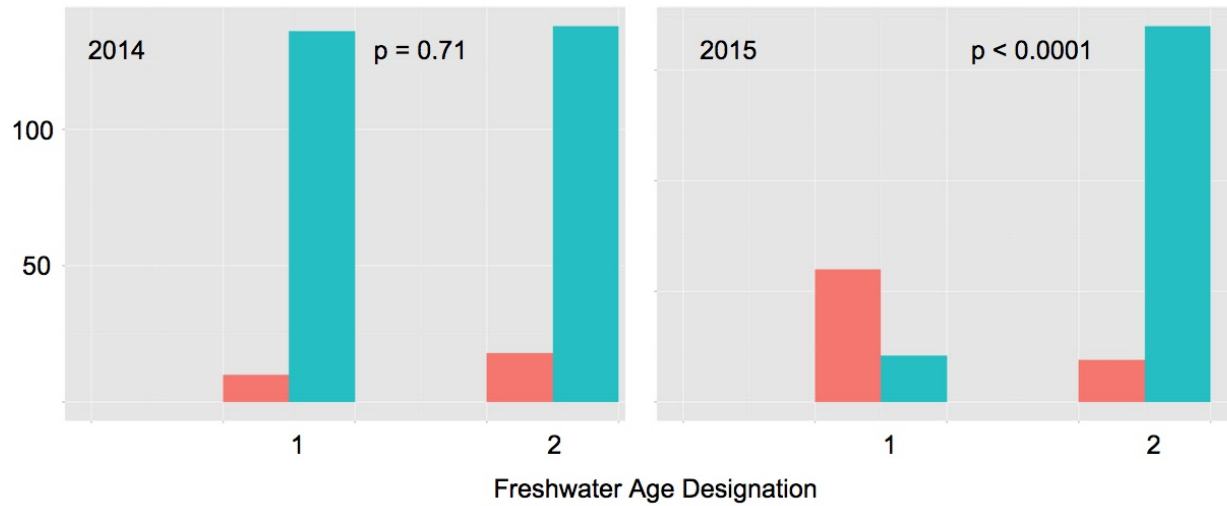 2014
p = 0.71
2015
p < 0.0001
100
50
1
2
1
2
Freshwater Age Designation